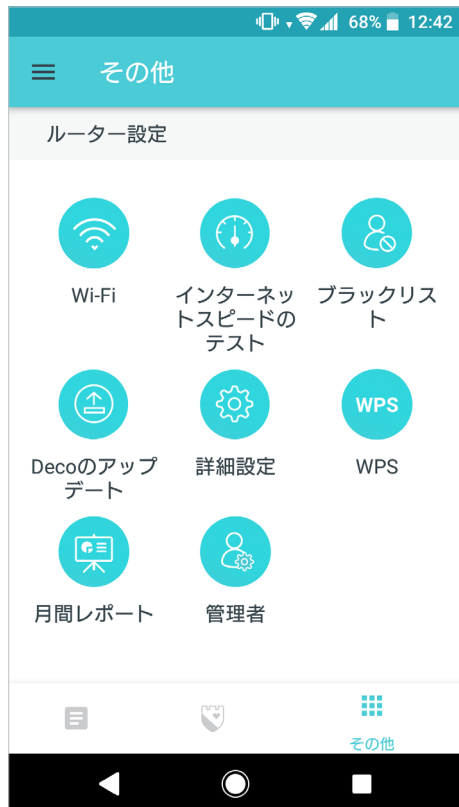 68% 12:42
その他
ルーター設定
Wi-Fi
インターネッ
トスピードの
テスト
ブラックリス
ト
WPS
Decoのアップ
デート
詳細設定
WPS
月間レポート
管理者
その他